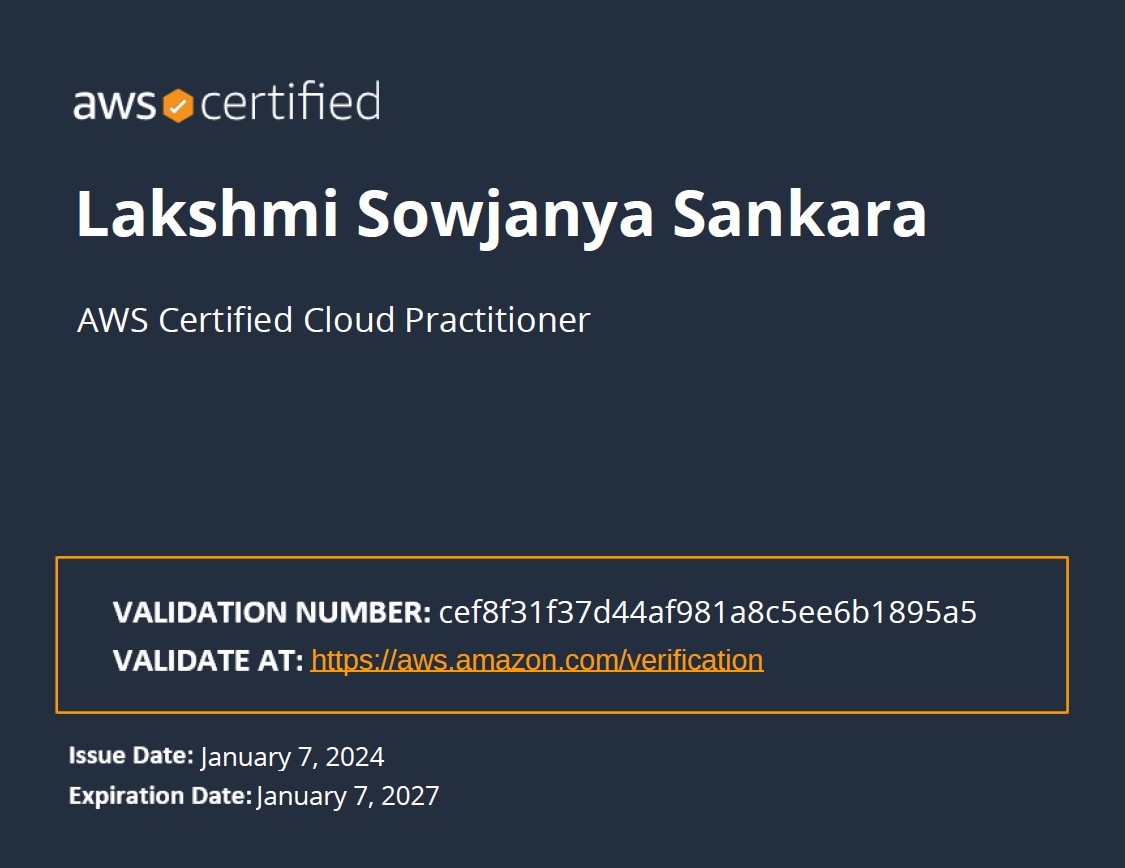 aws certified
Lakshmi Sowjanya Sankara
AWS Certified Cloud Practitioner
VALIDATION NUMBER: cef8f31f37d44af981a8c5ee6b1895a5
VALIDATE AT: https://aws.amazon.com/verification
Issue Date: January 7, 2024
Expiration Date: January 7, 2027